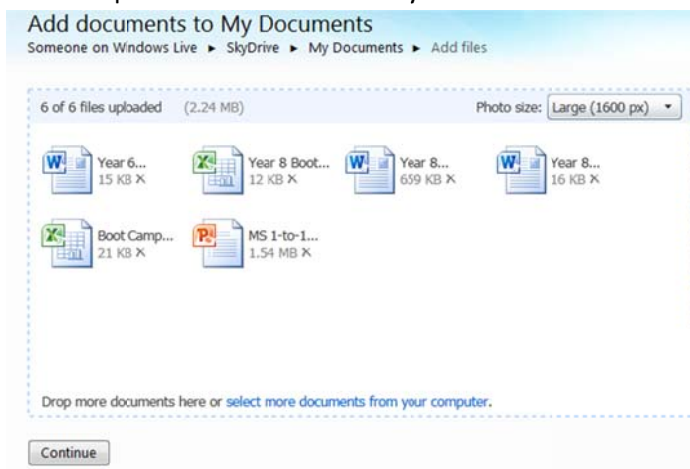 Add documents to My Documents
Someone on Windows Live ► SkyDrive ► My Documents ► Add files
6 of 6 files uploaded (2.24 MB) Photo size: Large (1600 px)
Year 6... Year 8 Boot... Year 8... Year 8...
15 KB X 12 KB X 659 KB X 16 KB X
Boot Camp... MS 1-to-1...
21 KB X 1.54 MB X
Drop more documents here or select more documents from your computer.
Continue